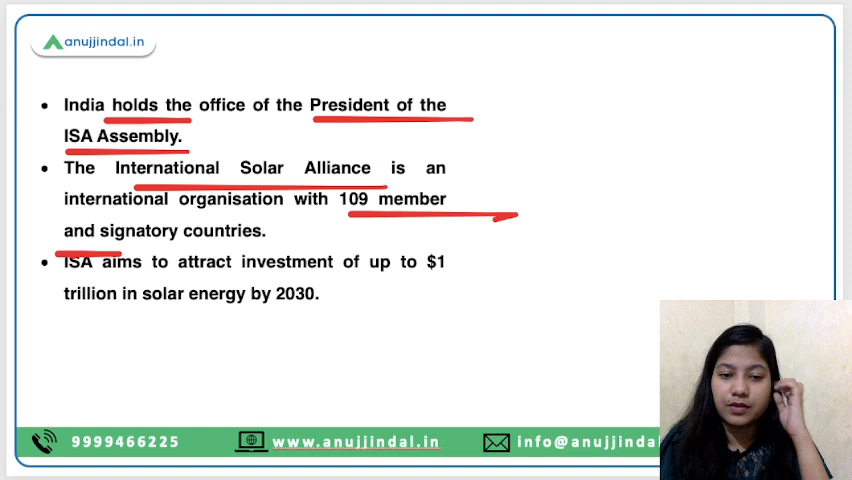 anujjindal.in
• India holds the office of the President of the
ISA Assembly.
• The International Solar Alliance is an
international organisation with 109 member
and signatory countries.
• ISA aims to attract investment of up to $1
trillion in solar energy by 2030.
9999466225 www.anujjindal.in info@anujjindal